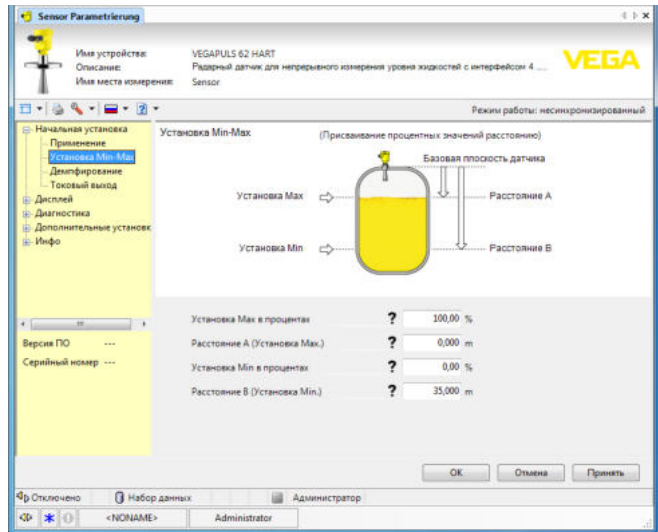 Sensor Parametrierung
Имя устройства: VEGAPULS 62 HART
Описание: Радарный датчик для непрерывного измерения уровня жидкостей с интерфейсом 4 ....
Имя места измерения: Sensor
VEGA
Режим работы: несинхронизированный
Начальная установка
Применение
Установка Min-Max
Демпфирование
Токовый выход
Дисплей
Диагностика
Дополнительные установк
Инфо
Версия ПО ---
Серийный номер ---
Установка Min-Max (Присваивание процентных значений расстоянию)
Базовая плоскость датчика
Установка Max Расстояние A
Установка Min Расстояние B
Установка Max в процентах ? 100,00 %
Расстояние A (Установка Max.) ? 0,000 m
Установка Min в процентах ? 0,00 %
Расстояние B (Установка Min.) ? 35,000 m
OK Отмена Принять
Отключено Набор данных Администратор
<NONAME> Administrator